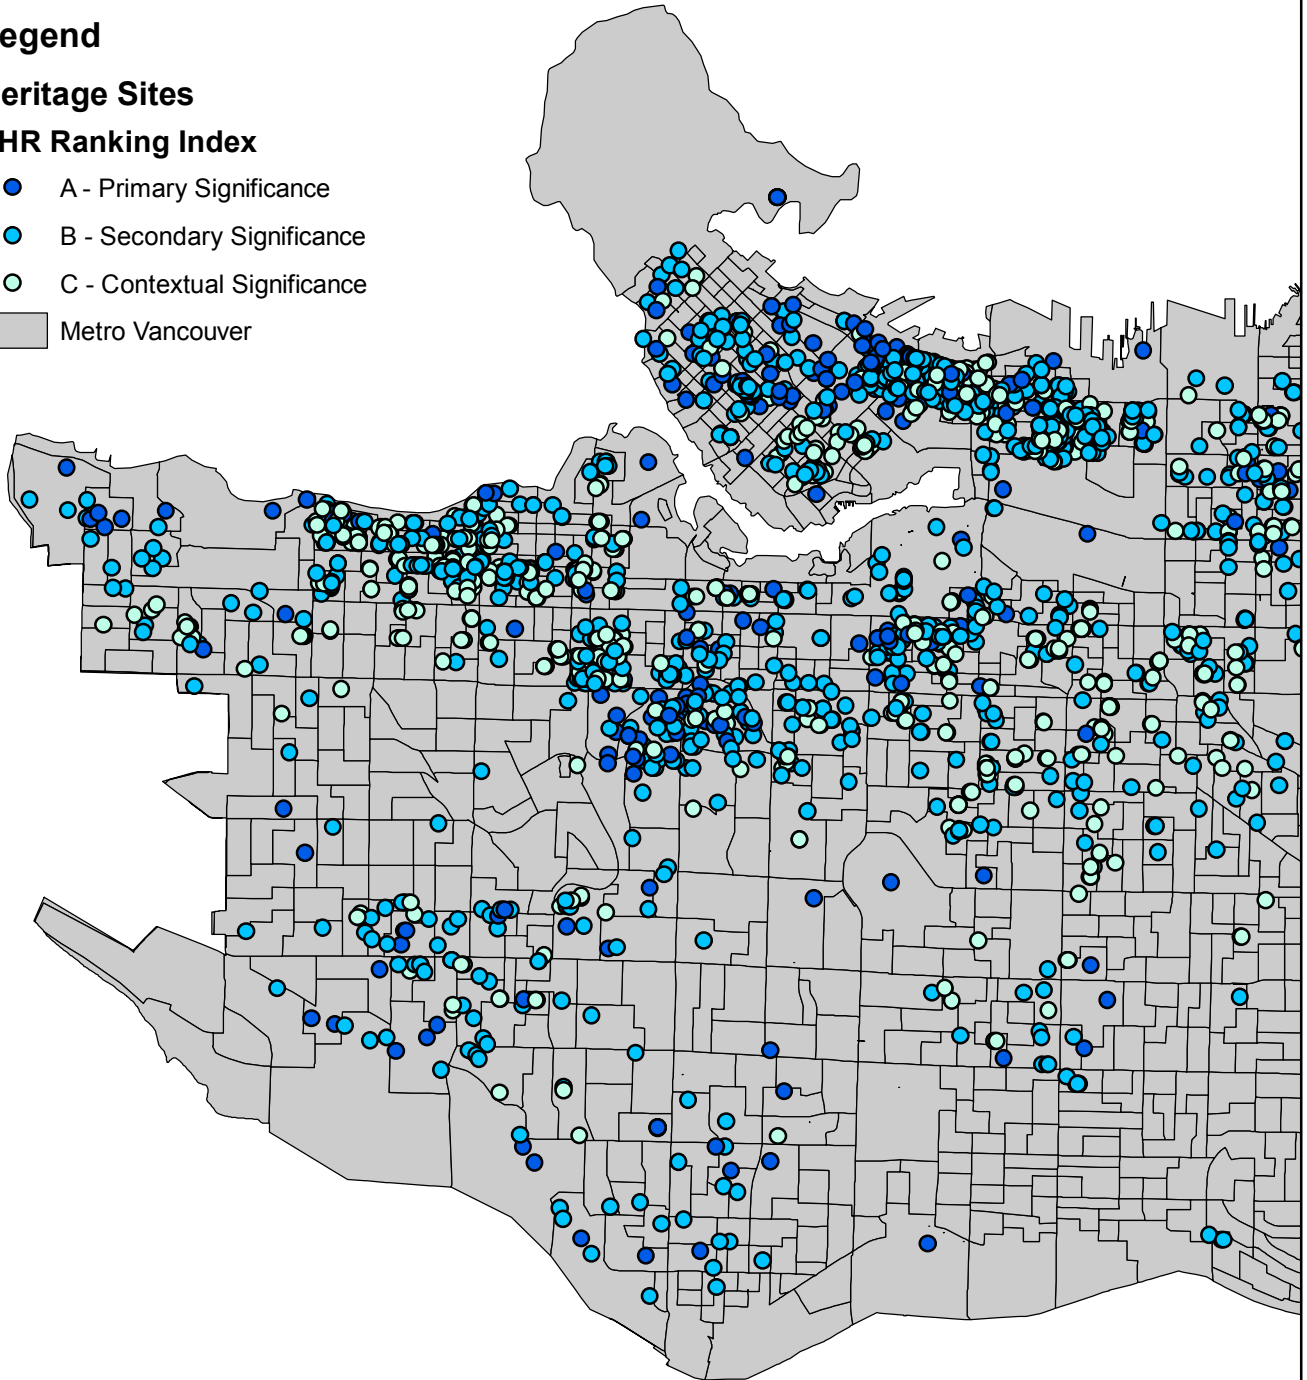 egend
eritage Sites
HR Ranking Index
A - Primary Significance
B - Secondary Significance
C - Contextual Significance
Metro Vancouver